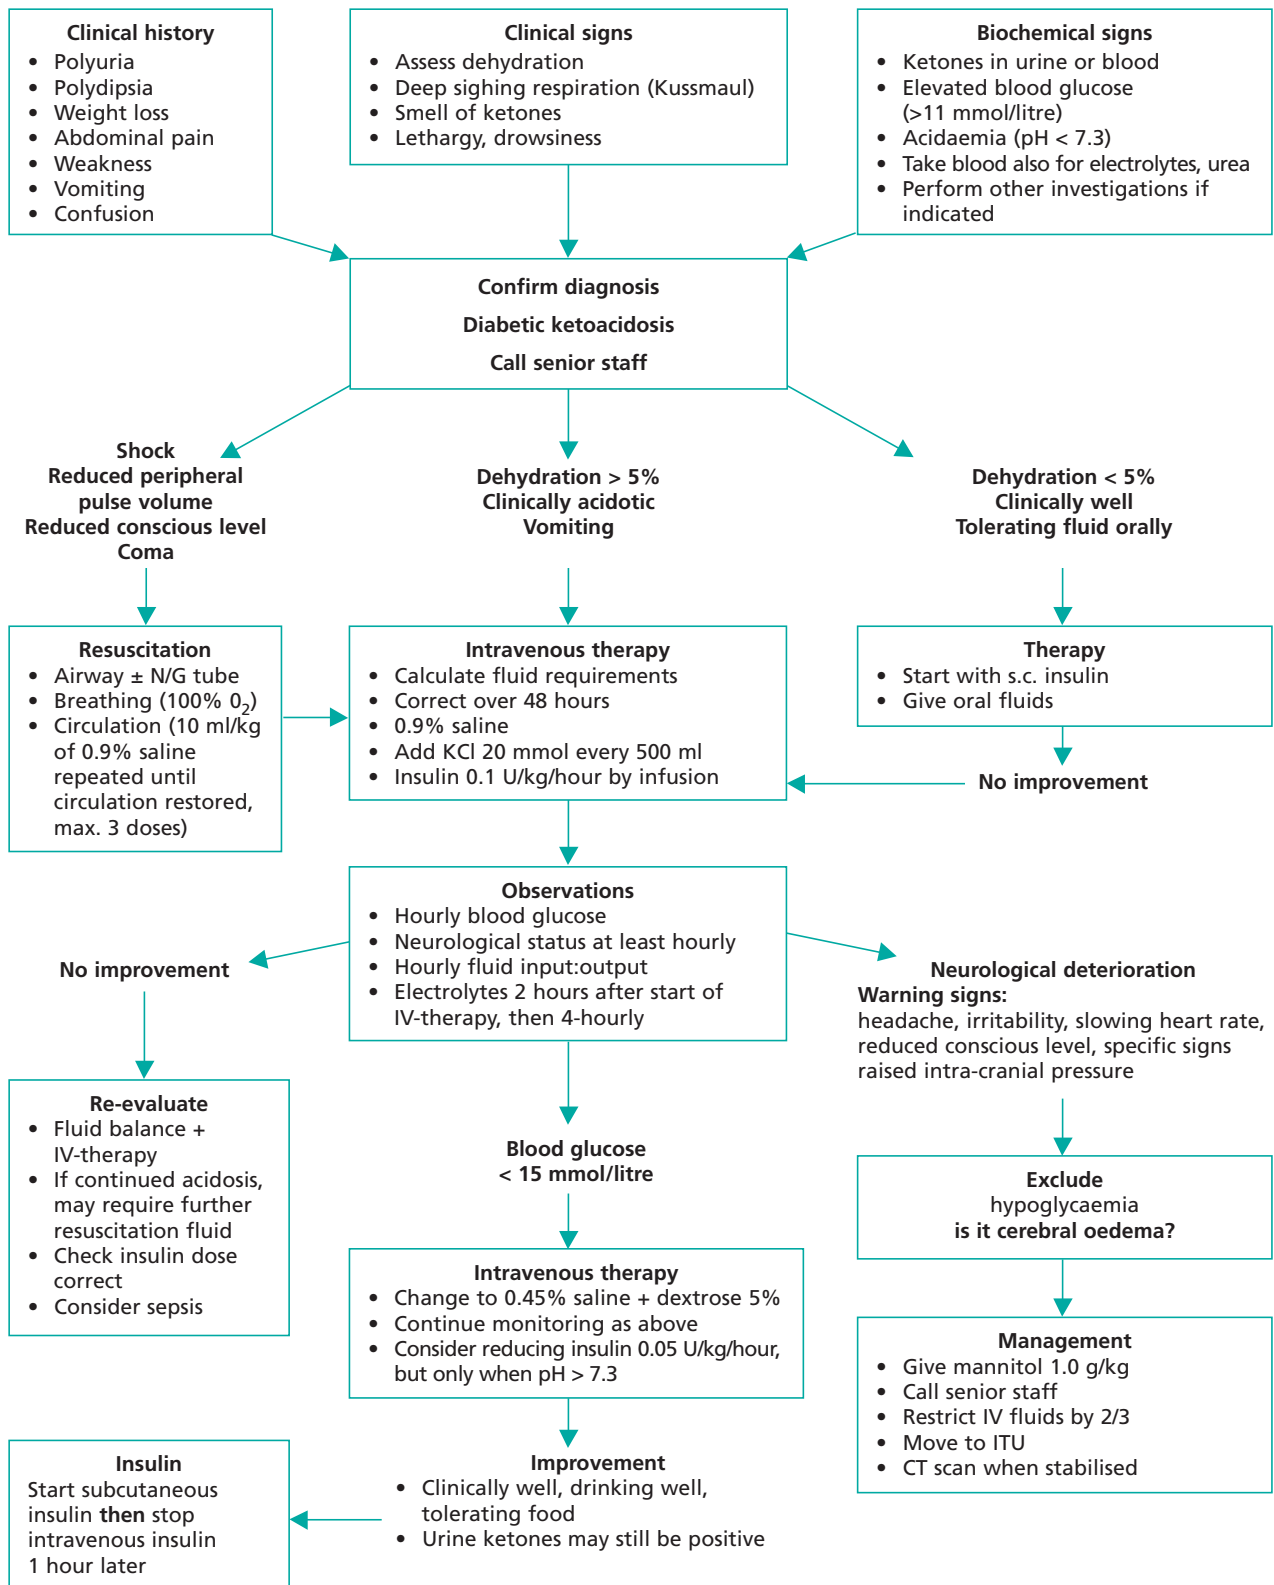 Clinical history
• Polyuria
• Polydipsia
• Weight loss
• Abdominal pain
• Weakness
• Vomiting
• Confusion
Clinical signs
• Assess dehydration
• Deep sighing respiration (Kussmaul)
• Smell of ketones
• Lethargy, drowsiness
Biochemical signs
• Ketones in urine or blood
• Elevated blood glucose
(>11 mmol/litre)
• Acidaemia (pH < 7.3)
• Take blood also for electrolytes, urea
• Perform other investigations if
indicated
Confirm diagnosis
Diabetic ketoacidosis
Call senior staff
Shock
Reduced peripheral
pulse volume
Reduced conscious level
Coma
Dehydration > 5%
Clinically acidotic
Vomiting
Dehydration < 5%
Clinically well
Tolerating fluid orally
Resuscitation
• Airway ± N/G tube
• Breathing (100% 0₂)
• Circulation (10 ml/kg
of 0.9% saline
repeated until
circulation restored,
max. 3 doses)
Intravenous therapy
• Calculate fluid requirements
• Correct over 48 hours
• 0.9% saline
• Add KCl 20 mmol every 500 ml
• Insulin 0.1 U/kg/hour by infusion
Therapy
• Start with s.c. insulin
• Give oral fluids
No improvement
Observations
• Hourly blood glucose
• Neurological status at least hourly
• Hourly fluid input:output
• Electrolytes 2 hours after start of
IV-therapy, then 4-hourly
No improvement
Neurological deterioration
Warning signs:
headache, irritability, slowing heart rate,
reduced conscious level, specific signs
raised intra-cranial pressure
Re-evaluate
• Fluid balance +
IV-therapy
• If continued acidosis,
may require further
resuscitation fluid
• Check insulin dose
correct
• Consider sepsis
Blood glucose
< 15 mmol/litre
Exclude
hypoglycaemia
is it cerebral oedema?
Intravenous therapy
• Change to 0.45% saline + dextrose 5%
• Continue monitoring as above
• Consider reducing insulin 0.05 U/kg/hour,
but only when pH > 7.3
Management
• Give mannitol 1.0 g/kg
• Call senior staff
• Restrict IV fluids by 2/3
• Move to ITU
• CT scan when stabilised
Improvement
• Clinically well, drinking well,
tolerating food
• Urine ketones may still be positive
Insulin
Start subcutaneous
insulin then stop
intravenous insulin
1 hour later